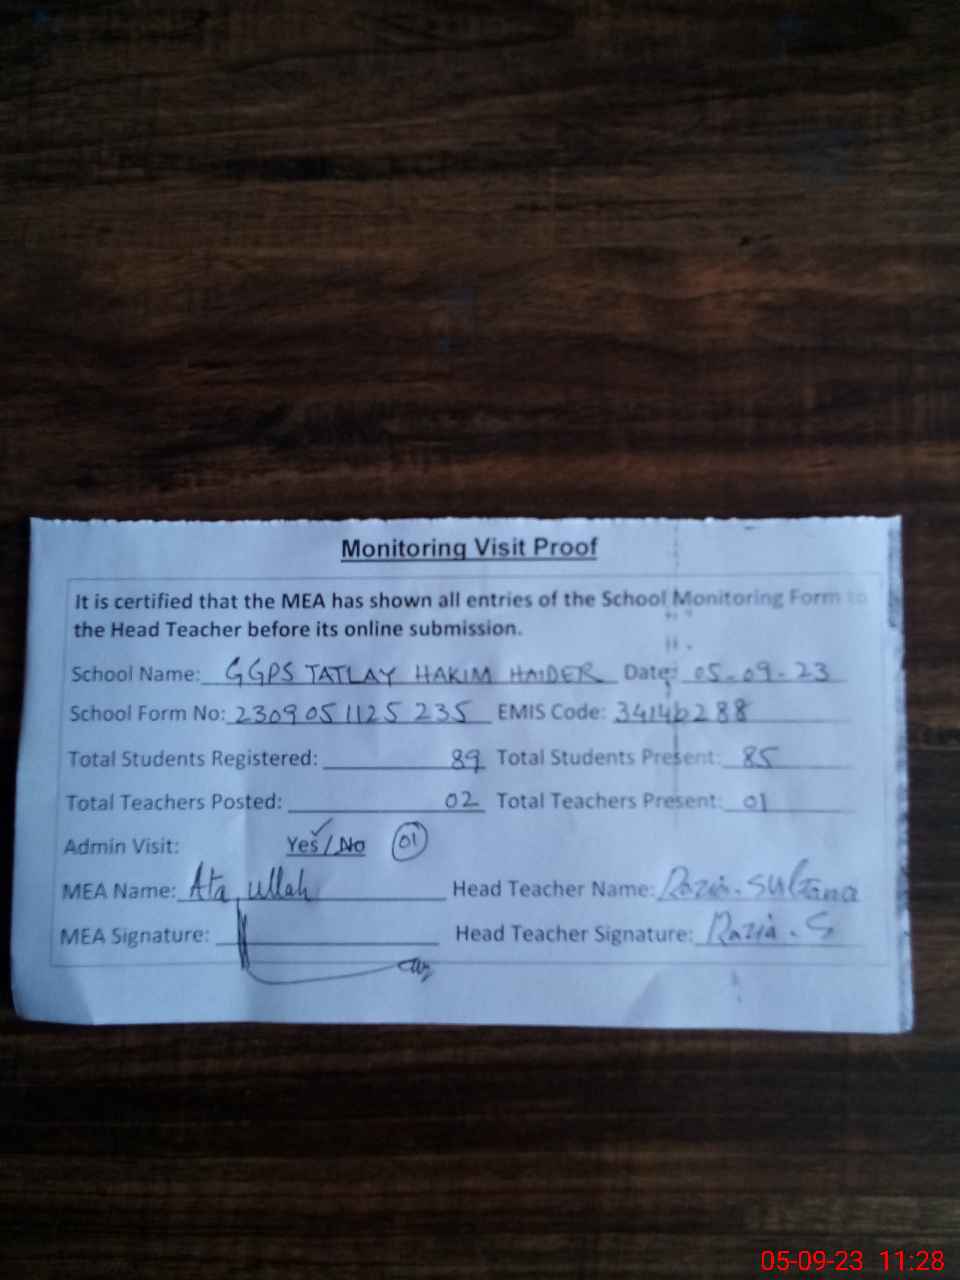 Monitoring Visit Proof
It is certified that the MEA has shown all entries of the School Monitoring Form to
the Head Teacher before its online submission.
School Name: GGPS TATLAY HAKIM HAIDER Date: 05-09-23
School Form No: 2309051125235 EMIS Code: 34140288
Total Students Registered: 89 Total Students Present: 85
Total Teachers Posted: 02 Total Teachers Present: 01
Admin Visit: Yes/No 01
MEA Name: Ata ullah Head Teacher Name: Razia.Sultana
MEA Signature: Head Teacher Signature: Razia.S
05-09-23 11:28